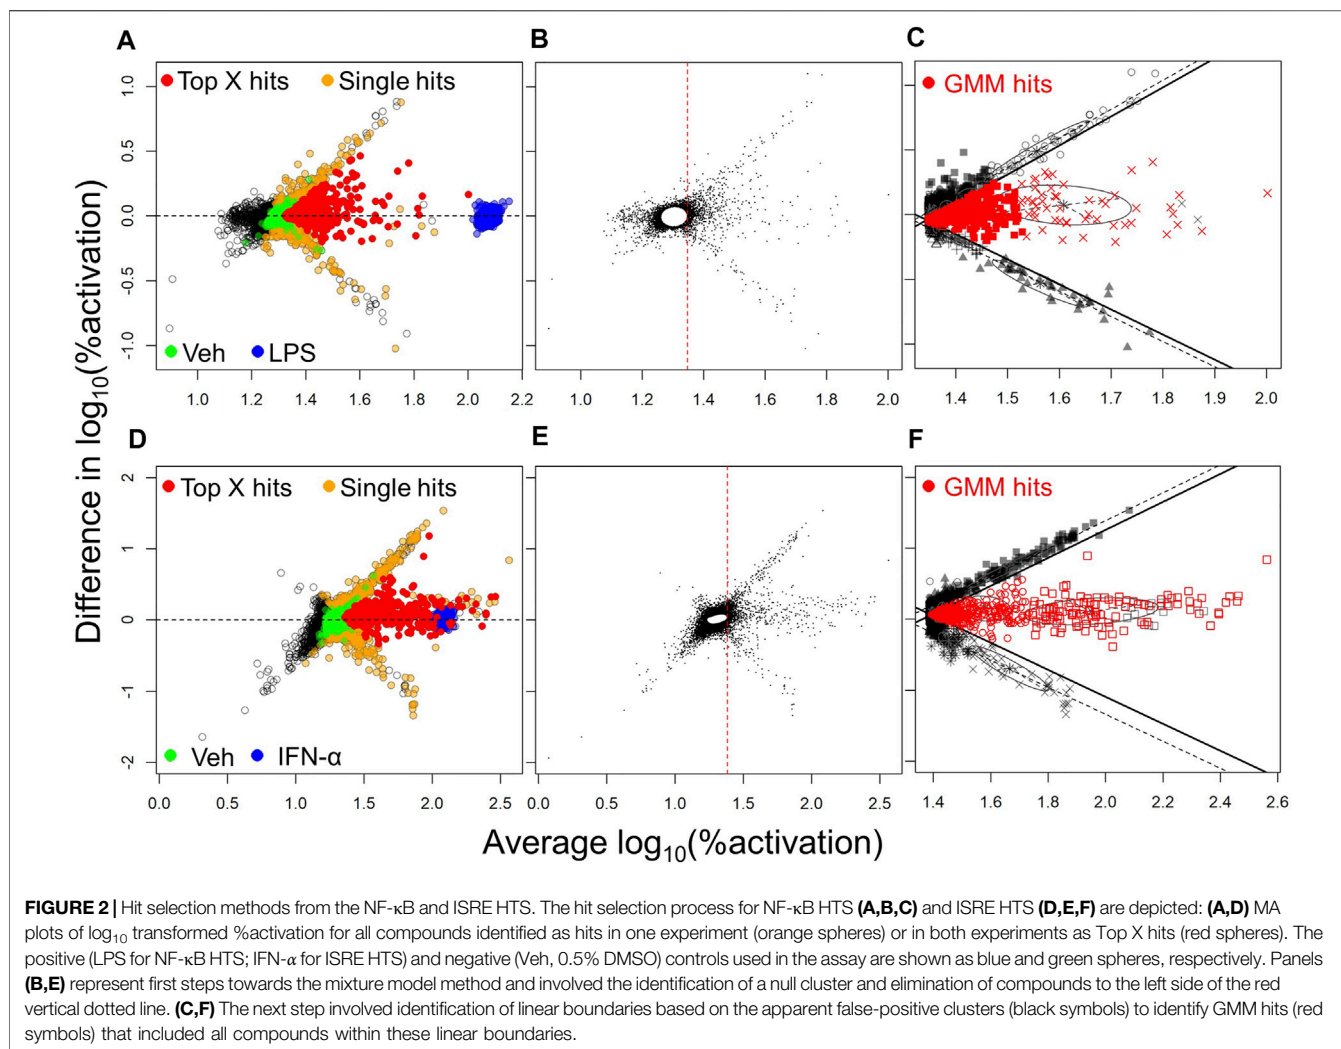 A
B
C
Top X hits
Single hits
GMM hits
1.0
0.5
0.0
-0.5
-1.0
Veh
LPS
1.0 1.2 1.4 1.6 1.8 2.0 2.2
1.0 1.2 1.4 1.6 1.8 2.0
1.4 1.5 1.6 1.7 1.8 1.9 2.0
Difference in log10(%activation)
D
E
F
Top X hits
Single hits
GMM hits
2
1
0
-1
-2
Veh
IFN-α
0.0 0.5 1.0 1.5 2.0 2.5
0.0 0.5 1.0 1.5 2.0 2.5
1.4 1.6 1.8 2.0 2.2 2.4 2.6
Average log10(%activation)
FIGURE 2 | Hit selection methods from the NF-κB and ISRE HTS. The hit selection process for NF-κB HTS (A,B,C) and ISRE HTS (D,E,F) are depicted: (A,D) MA
plots of log10 transformed %activation for all compounds identified as hits in one experiment (orange spheres) or in both experiments as Top X hits (red spheres). The
positive (LPS for NF-κB HTS; IFN-α for ISRE HTS) and negative (Veh, 0.5% DMSO) controls used in the assay are shown as blue and green spheres, respectively. Panels
(B,E) represent first steps towards the mixture model method and involved the identification of a null cluster and elimination of compounds to the left side of the red
vertical dotted line. (C,F) The next step involved identification of linear boundaries based on the apparent false-positive clusters (black symbols) to identify GMM hits (red
symbols) that included all compounds within these linear boundaries.